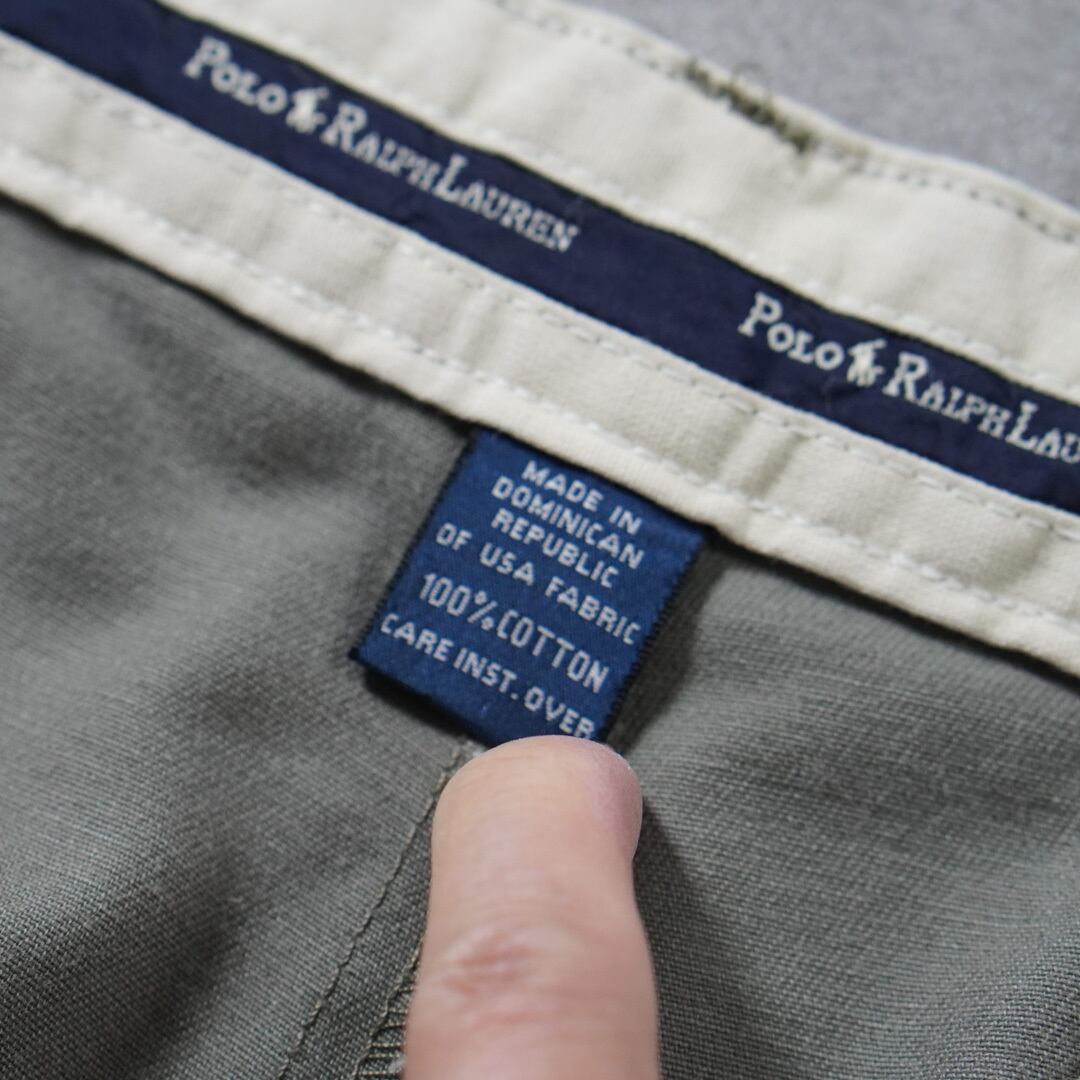 POLO RALPH LAUREN
POLO RALPH LAU
MADE IN
DOMINICAN
REPUBLIC
OF USA FABRIC
100% COTTON
CARE INST. OVER